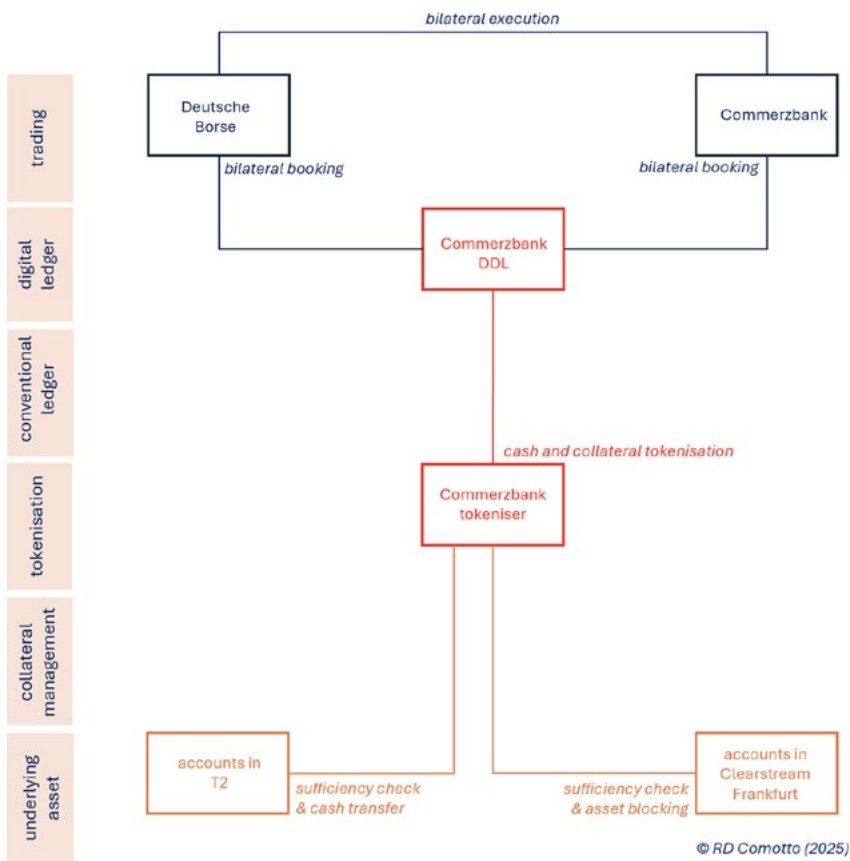 bilateral execution
trading
Deutsche
Borse
Commerzbank
bilateral booking
bilateral booking
digital
ledger
Commerzbank
DDL
conventional
ledger
cash and collateral tokenisation
tokenisation
Commerzbank
tokeniser
collateral
management
underlying
asset
accounts in
T2
sufficiency check
& cash transfer
sufficiency check
& asset blocking
accounts in
Clearstream
Frankfurt
© RD Comotto (2025)